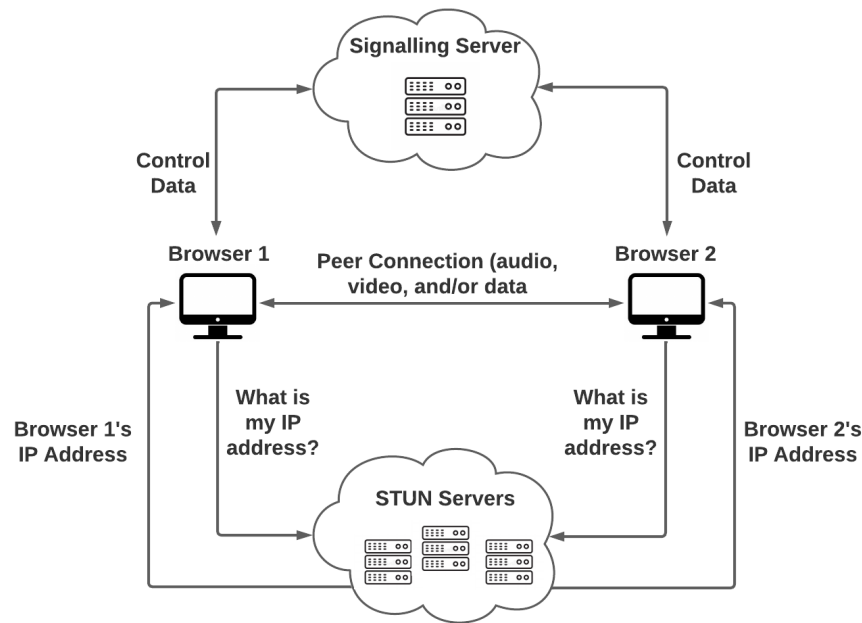 Signalling Server
Control
Data
Control
Data
Browser 1
Browser 2
Peer Connection (audio,
video, and/or data
What is
my IP
address?
What is
my IP
address?
Browser 1's
IP Address
Browser 2's
IP Address
STUN Servers